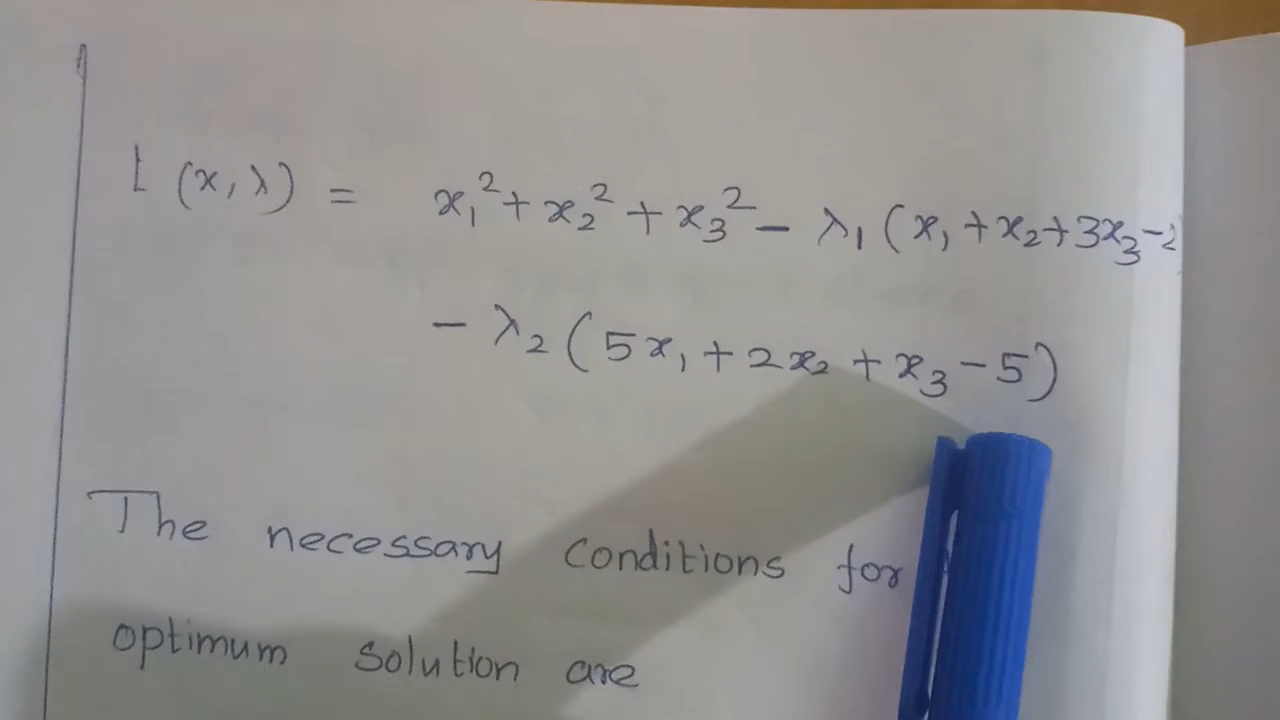 L (x, λ) = x₁² + x₂² + x₃² - λ₁ (x₁ + x₂ + 3x₃ - 2
- λ₂ (5x₁ + 2x₂ + x₃ - 5)
The necessary conditions for
optimum solution are